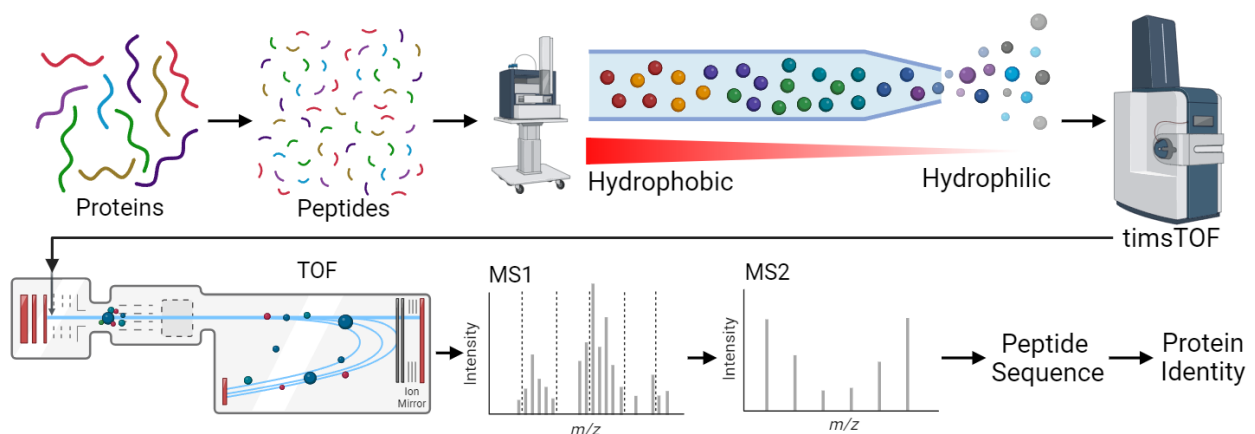 Proteins
Peptides
Hydrophobic
Hydrophilic
timsTOF
TOF
Ion
Mirror
MS1
Intensity
m/z
MS2
Intensity
m/z
Peptide
Sequence
Protein
Identity